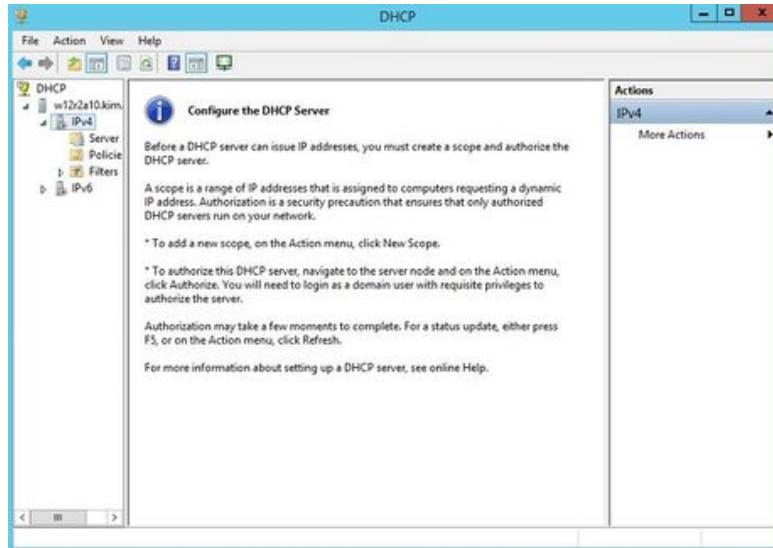 DHCP
File Action View Help
DHCP
w12r2a10.kim.
IPv4
Server
Policie
Filters
IPv6
Configure the DHCP Server
Before a DHCP server can issue IP addresses, you must create a scope and authorize the
DHCP server.
A scope is a range of IP addresses that is assigned to computers requesting a dynamic
IP address. Authorization is a security precaution that ensures that only authorized
DHCP servers run on your network.
* To add a new scope, on the Action menu, click New Scope.
* To authorize this DHCP server, navigate to the server node and on the Action menu,
click Authorize. You will need to login as a domain user with requisite privileges to
authorize the server.
Authorization may take a few moments to complete. For a status update, either press
F5, or on the Action menu, click Refresh.
For more information about setting up a DHCP server, see online Help.
Actions
IPv4
More Actions